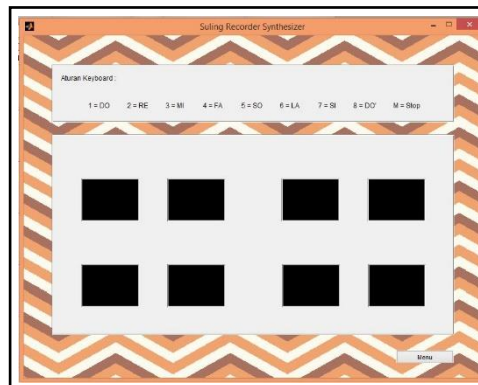 Suling Recorder Synthesizer
Aturan Keyboard :
1 = DO 2 = RE 3 = MI 4 = FA 5 = SO 6 = LA 7 = SI 8 = DO' M = Stop
Menu